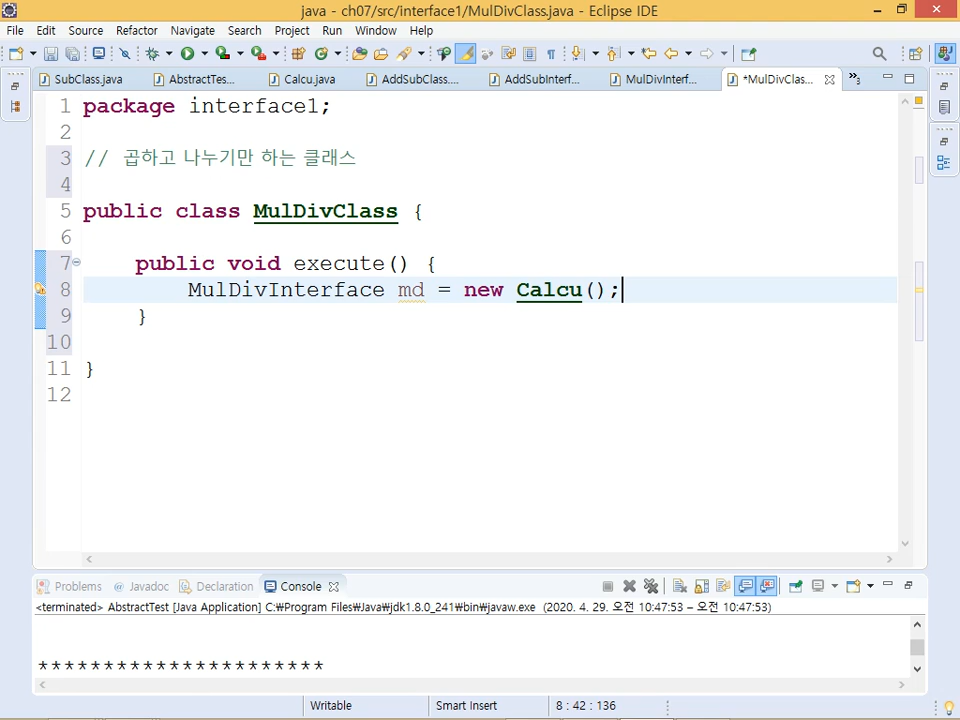 java - ch07/src/interface1/MulDivClass.java - Eclipse IDE
File Edit Source Refactor Navigate Search Project Run Window Help
SubClass.java AbstractTes... Calcu.java AddSubClass.... AddSubInterf... MulDivInterf... *MulDivClas... »3
1 package interface1;
2
3 // 곱하고 나누기만 하는 클래스
4
5 public class MulDivClass {
6
7 public void execute() {
8 MulDivInterface md = new Calcu();
9 }
10
11 }
12
Problems @ Javadoc Declaration Console
<terminated> AbstractTest [Java Application] C:₩Program Files₩Java₩jdk1.8.0_241₩bin₩javaw.exe (2020. 4. 29. 오전 10:47:53 – 오전 10:47:53)
**********************
Writable Smart Insert 8 : 42 : 136